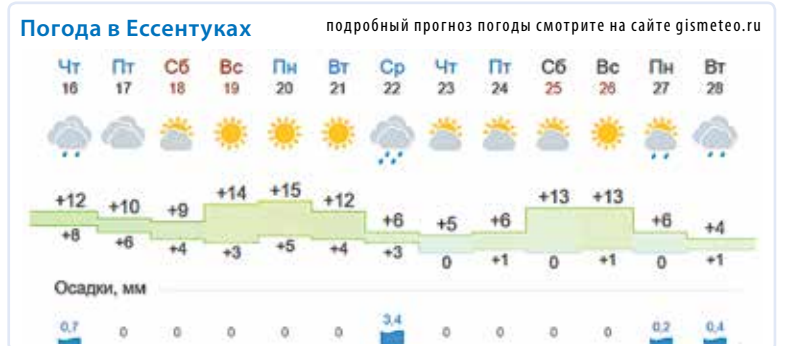 Погода в Ессентуках
подробный прогноз погоды смотрите на сайте gismeteo.ru
Чт Пт Сб Вс Пн Вт Ср Чт Пт Сб Вс Пн Вт
16 17 18 19 20 21 22 23 24 25 26 27 28
+12 +10 +9 +14 +15 +12 +6 +5 +6 +13 +13 +6 +4
+8 +6 +4 +3 +5 +4 +3 0 +1 0 +1 0 +1
Осадки, мм
0,7 0 0 0 0 0 3,4 0 0 0 0 0,2 0,4